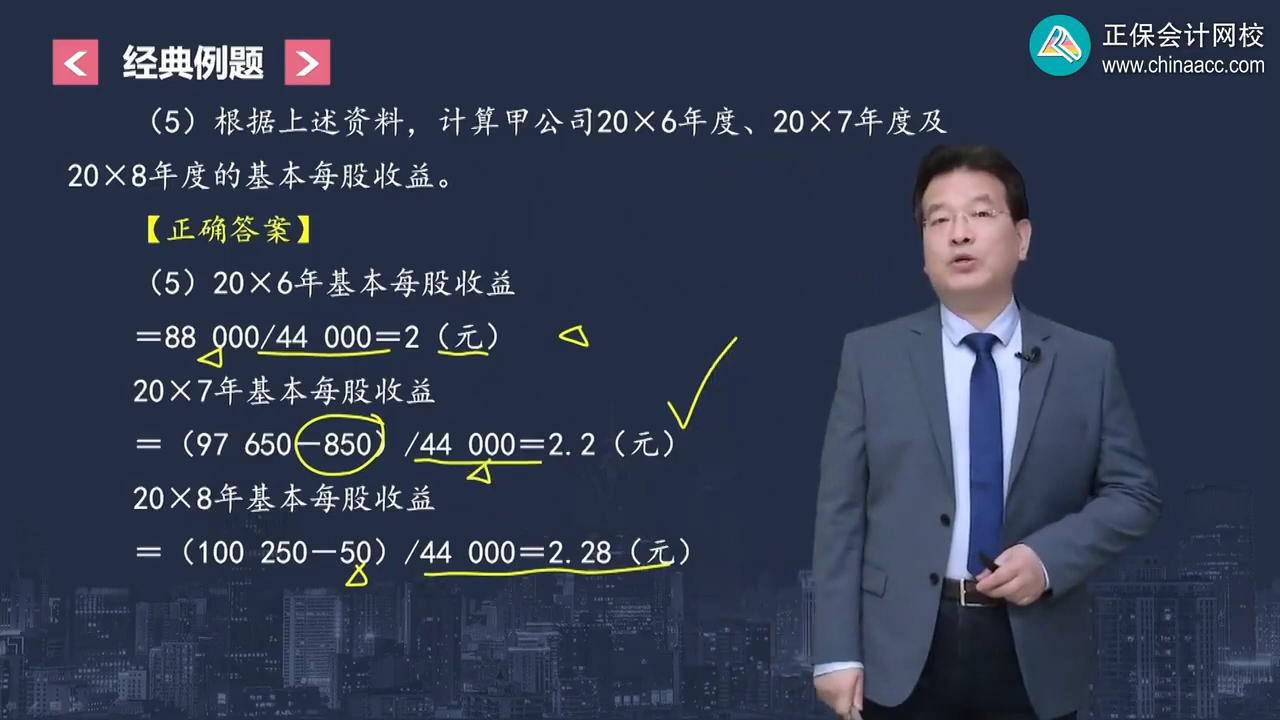 经典例题
正保会计网校
www.chinaacc.com
（5）根据上述资料，计算甲公司20×6年度、20×7年度及
20×8年度的基本每股收益。
【正确答案】
（5）20×6年基本每股收益
＝88 000/44 000＝2（元）
20×7年基本每股收益
＝（97 650－850）/44 000＝2.2（元）
20×8年基本每股收益
＝（100 250－50）/44 000＝2.28（元）